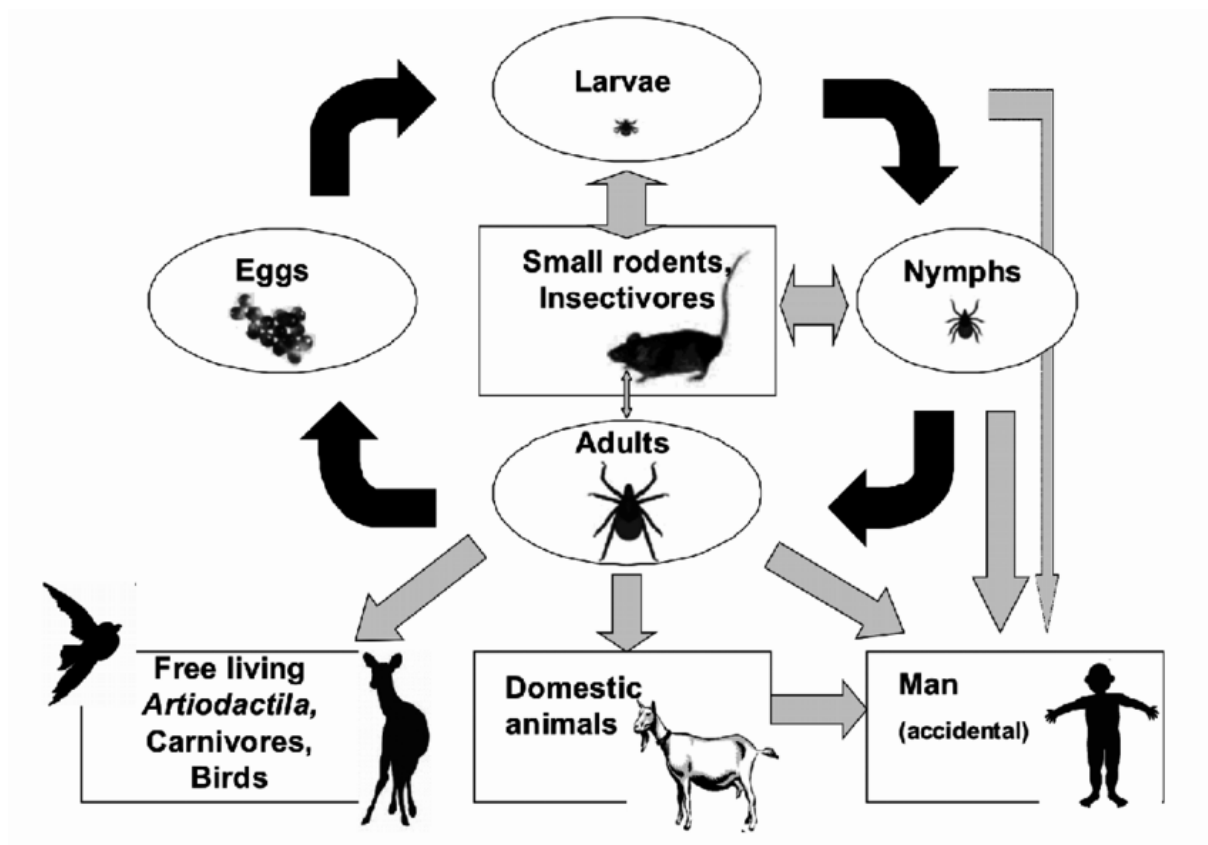 Larvae
Eggs
Small rodents,
Insectivores
Nymphs
Adults
Free living
Artiodactila,
Carnivores,
Birds
Domestic
animals
Man
(accidental)